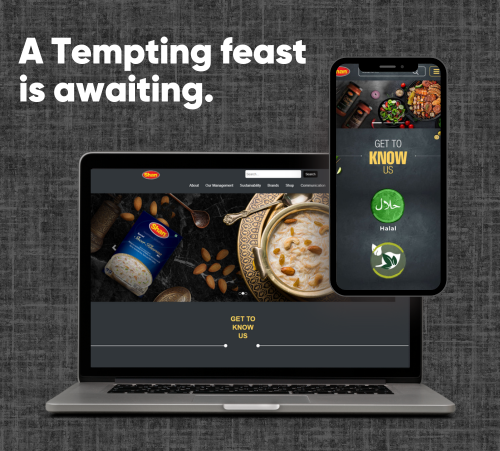 A Tempting feast
is awaiting.
Shan
Search
About Our Management Sustainability Brands Shop
GET TO
KNOW
US
Shan
GET TO
KNOW
US
حلال
Halal